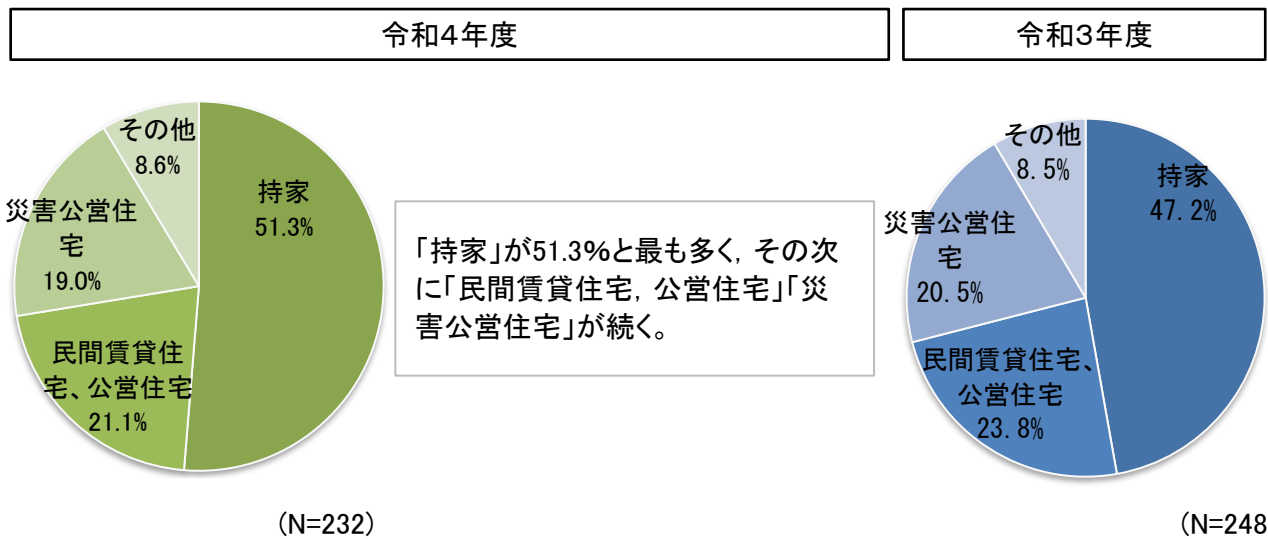 令和4年度
その他
8.6%
持家
51.3%
災害公営住
宅
19.0%
民間賃貸住
宅、公営住宅
21.1%
(N=232)
「持家」が51.3%と最も多く，その次
に「民間賃貸住宅，公営住宅」「災
害公営住宅」が続く。
令和3年度
その他
8.5%
持家
47.2%
災害公営住
宅
20.5%
民間賃貸住宅、
公営住宅
23.8%
(N=248